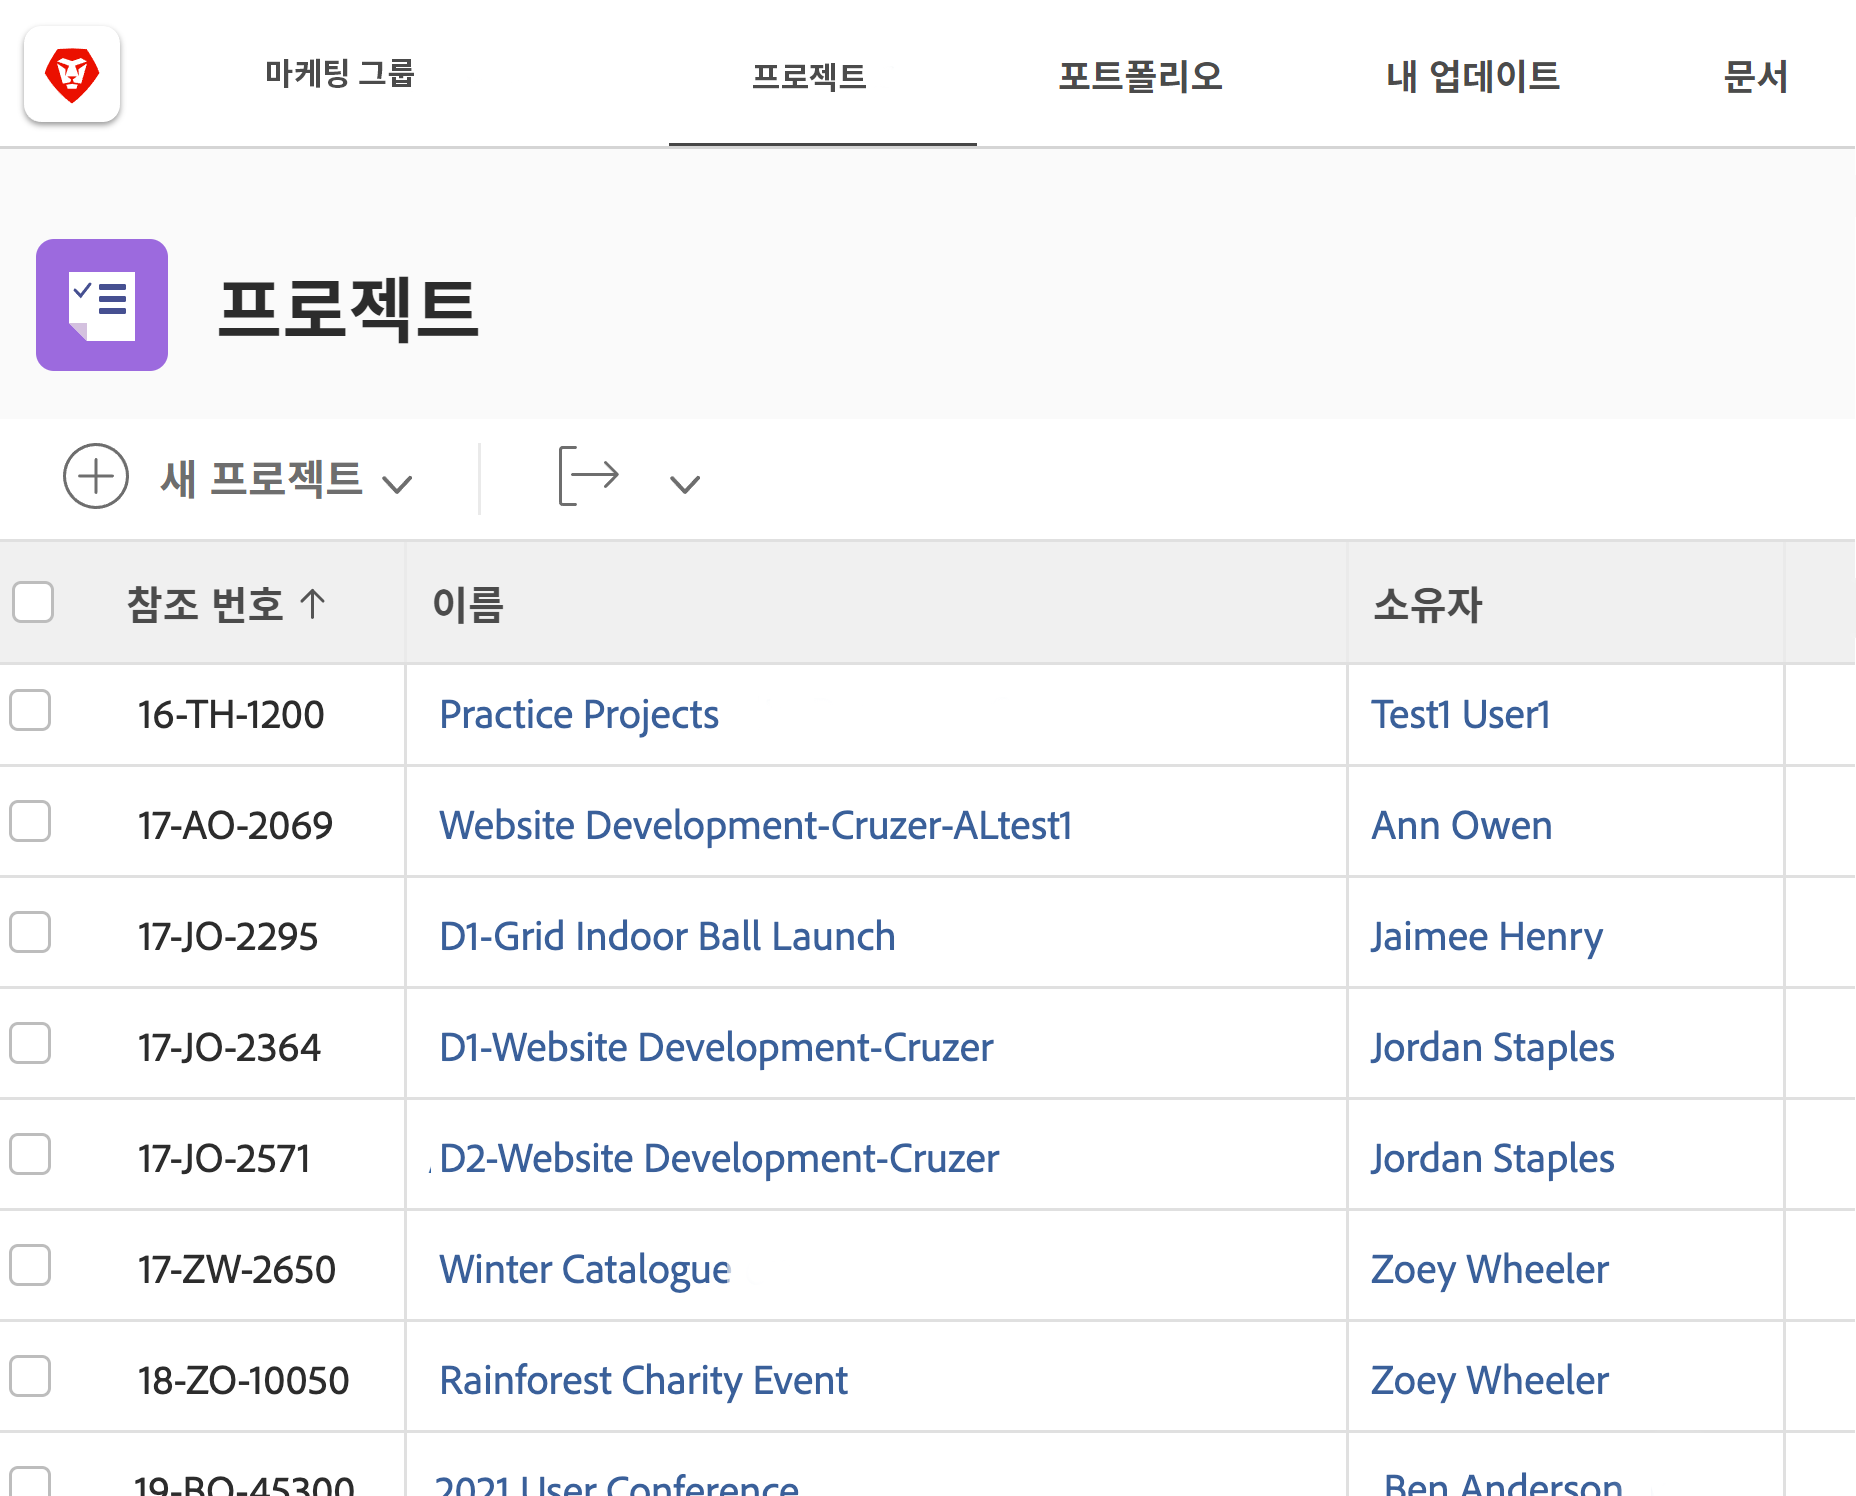 마케팅 그룹 프로젝트 포트폴리오 내 업데이트 문서
프로젝트
새 프로젝트
참조 번호 이름 소유자
16-TH-1200 Practice Projects Test1 User1
17-AO-2069 Website Development-Cruzer-ALtest1 Ann Owen
17-JO-2295 D1-Grid Indoor Ball Launch Jaimee Henry
17-JO-2364 D1-Website Development-Cruzer Jordan Staples
17-JO-2571 D2-Website Development-Cruzer Jordan Staples
17-ZW-2650 Winter Catalogue Zoey Wheeler
18-ZO-10050 Rainforest Charity Event Zoey Wheeler
19-BO-45300 2021 User Conference Ben Anderson